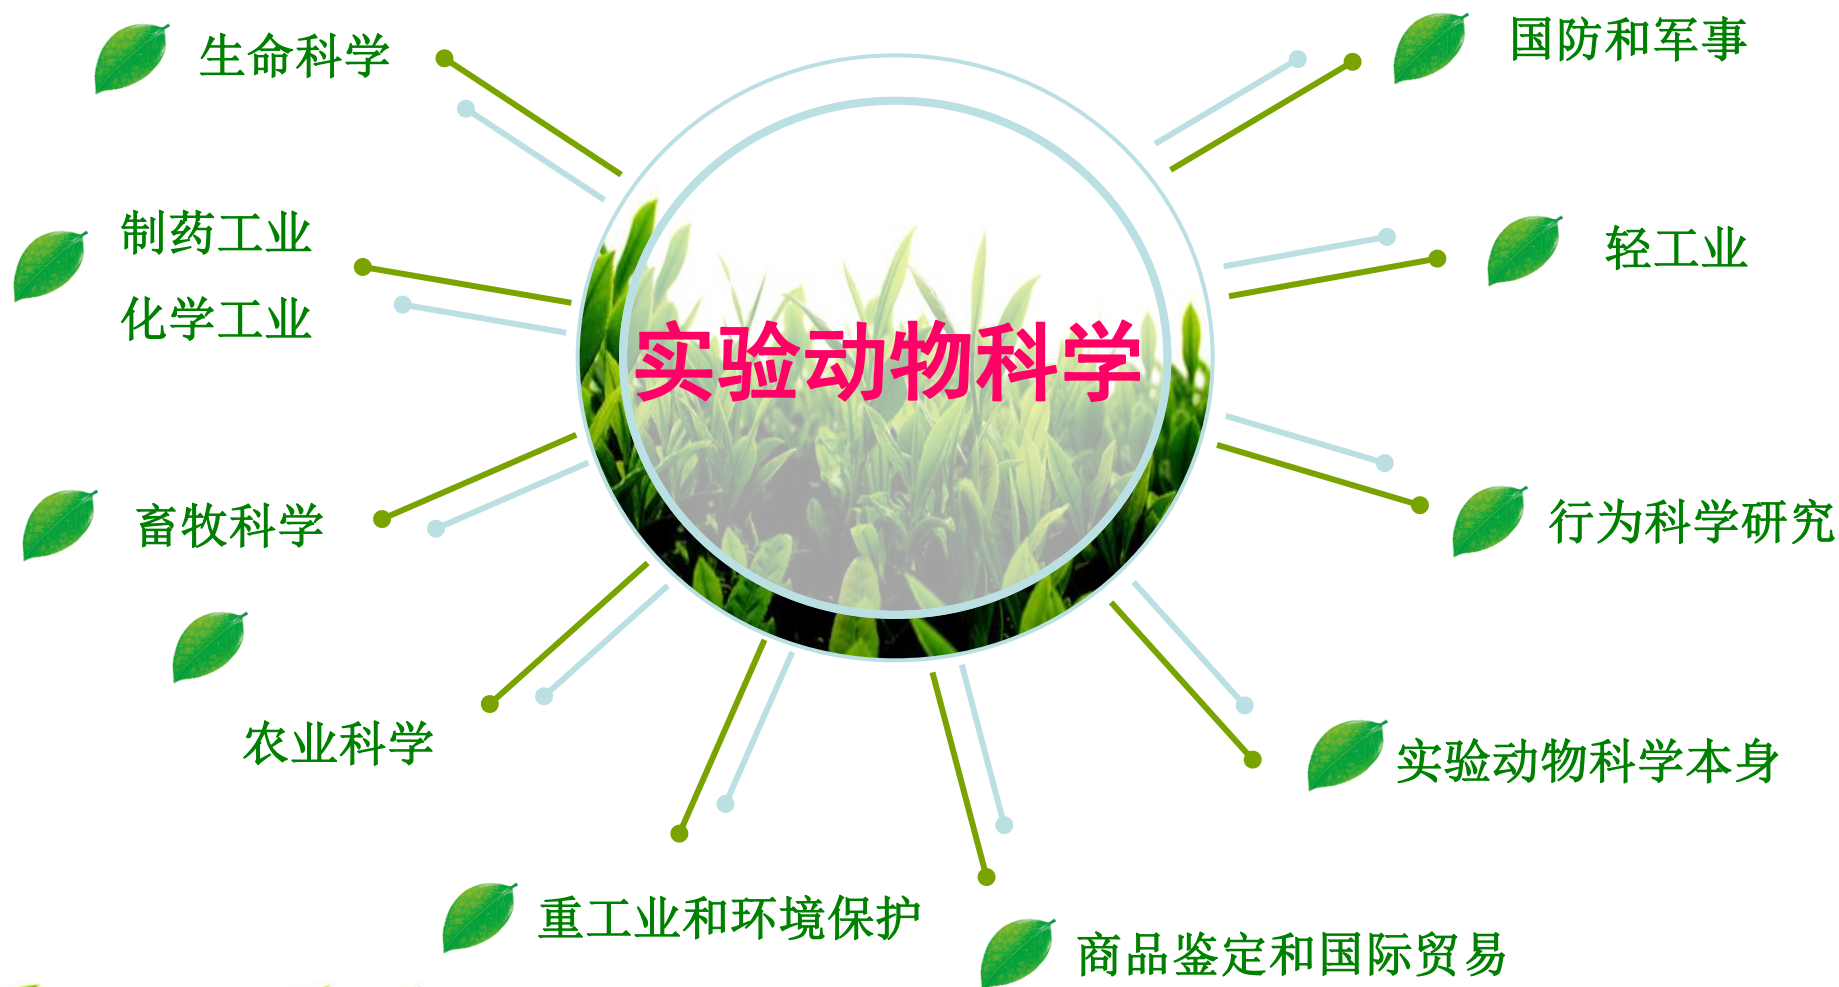 生命科学
国防和军事
制药工业
化学工业
轻工业
实验动物科学
畜牧科学
行为科学研究
农业科学
实验动物科学本身
重工业和环境保护
商品鉴定和国际贸易